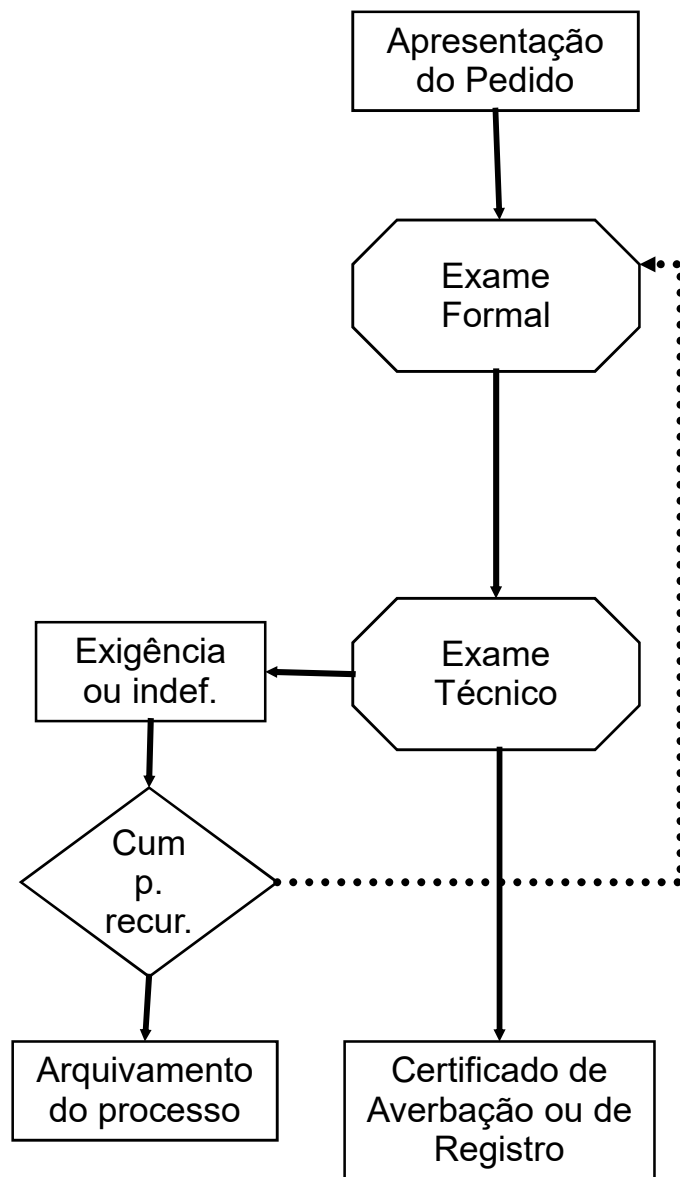 Apresentação
do Pedido
Exame
Formal
Exigência
ou indef.
Exame
Técnico
Cum
p.
recur.
Arquivamento
do processo
Certificado de
Averbação ou de
Registro